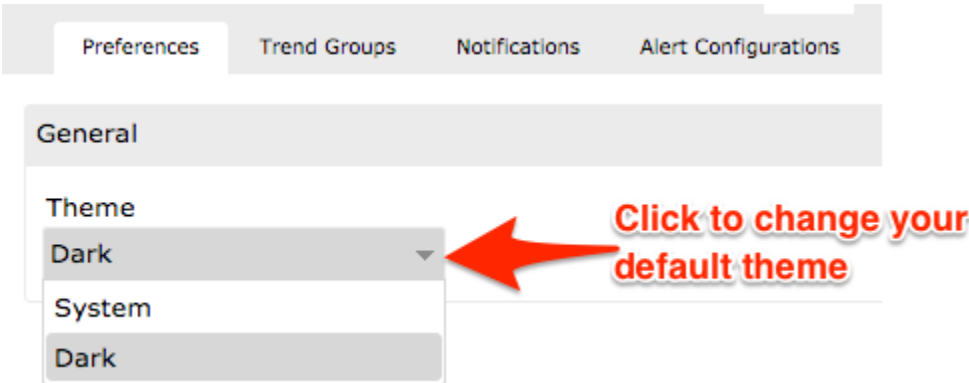 Preferences Trend Groups Notifications Alert Configurations
General
Theme
Dark
Click to change your
default theme
System
Dark